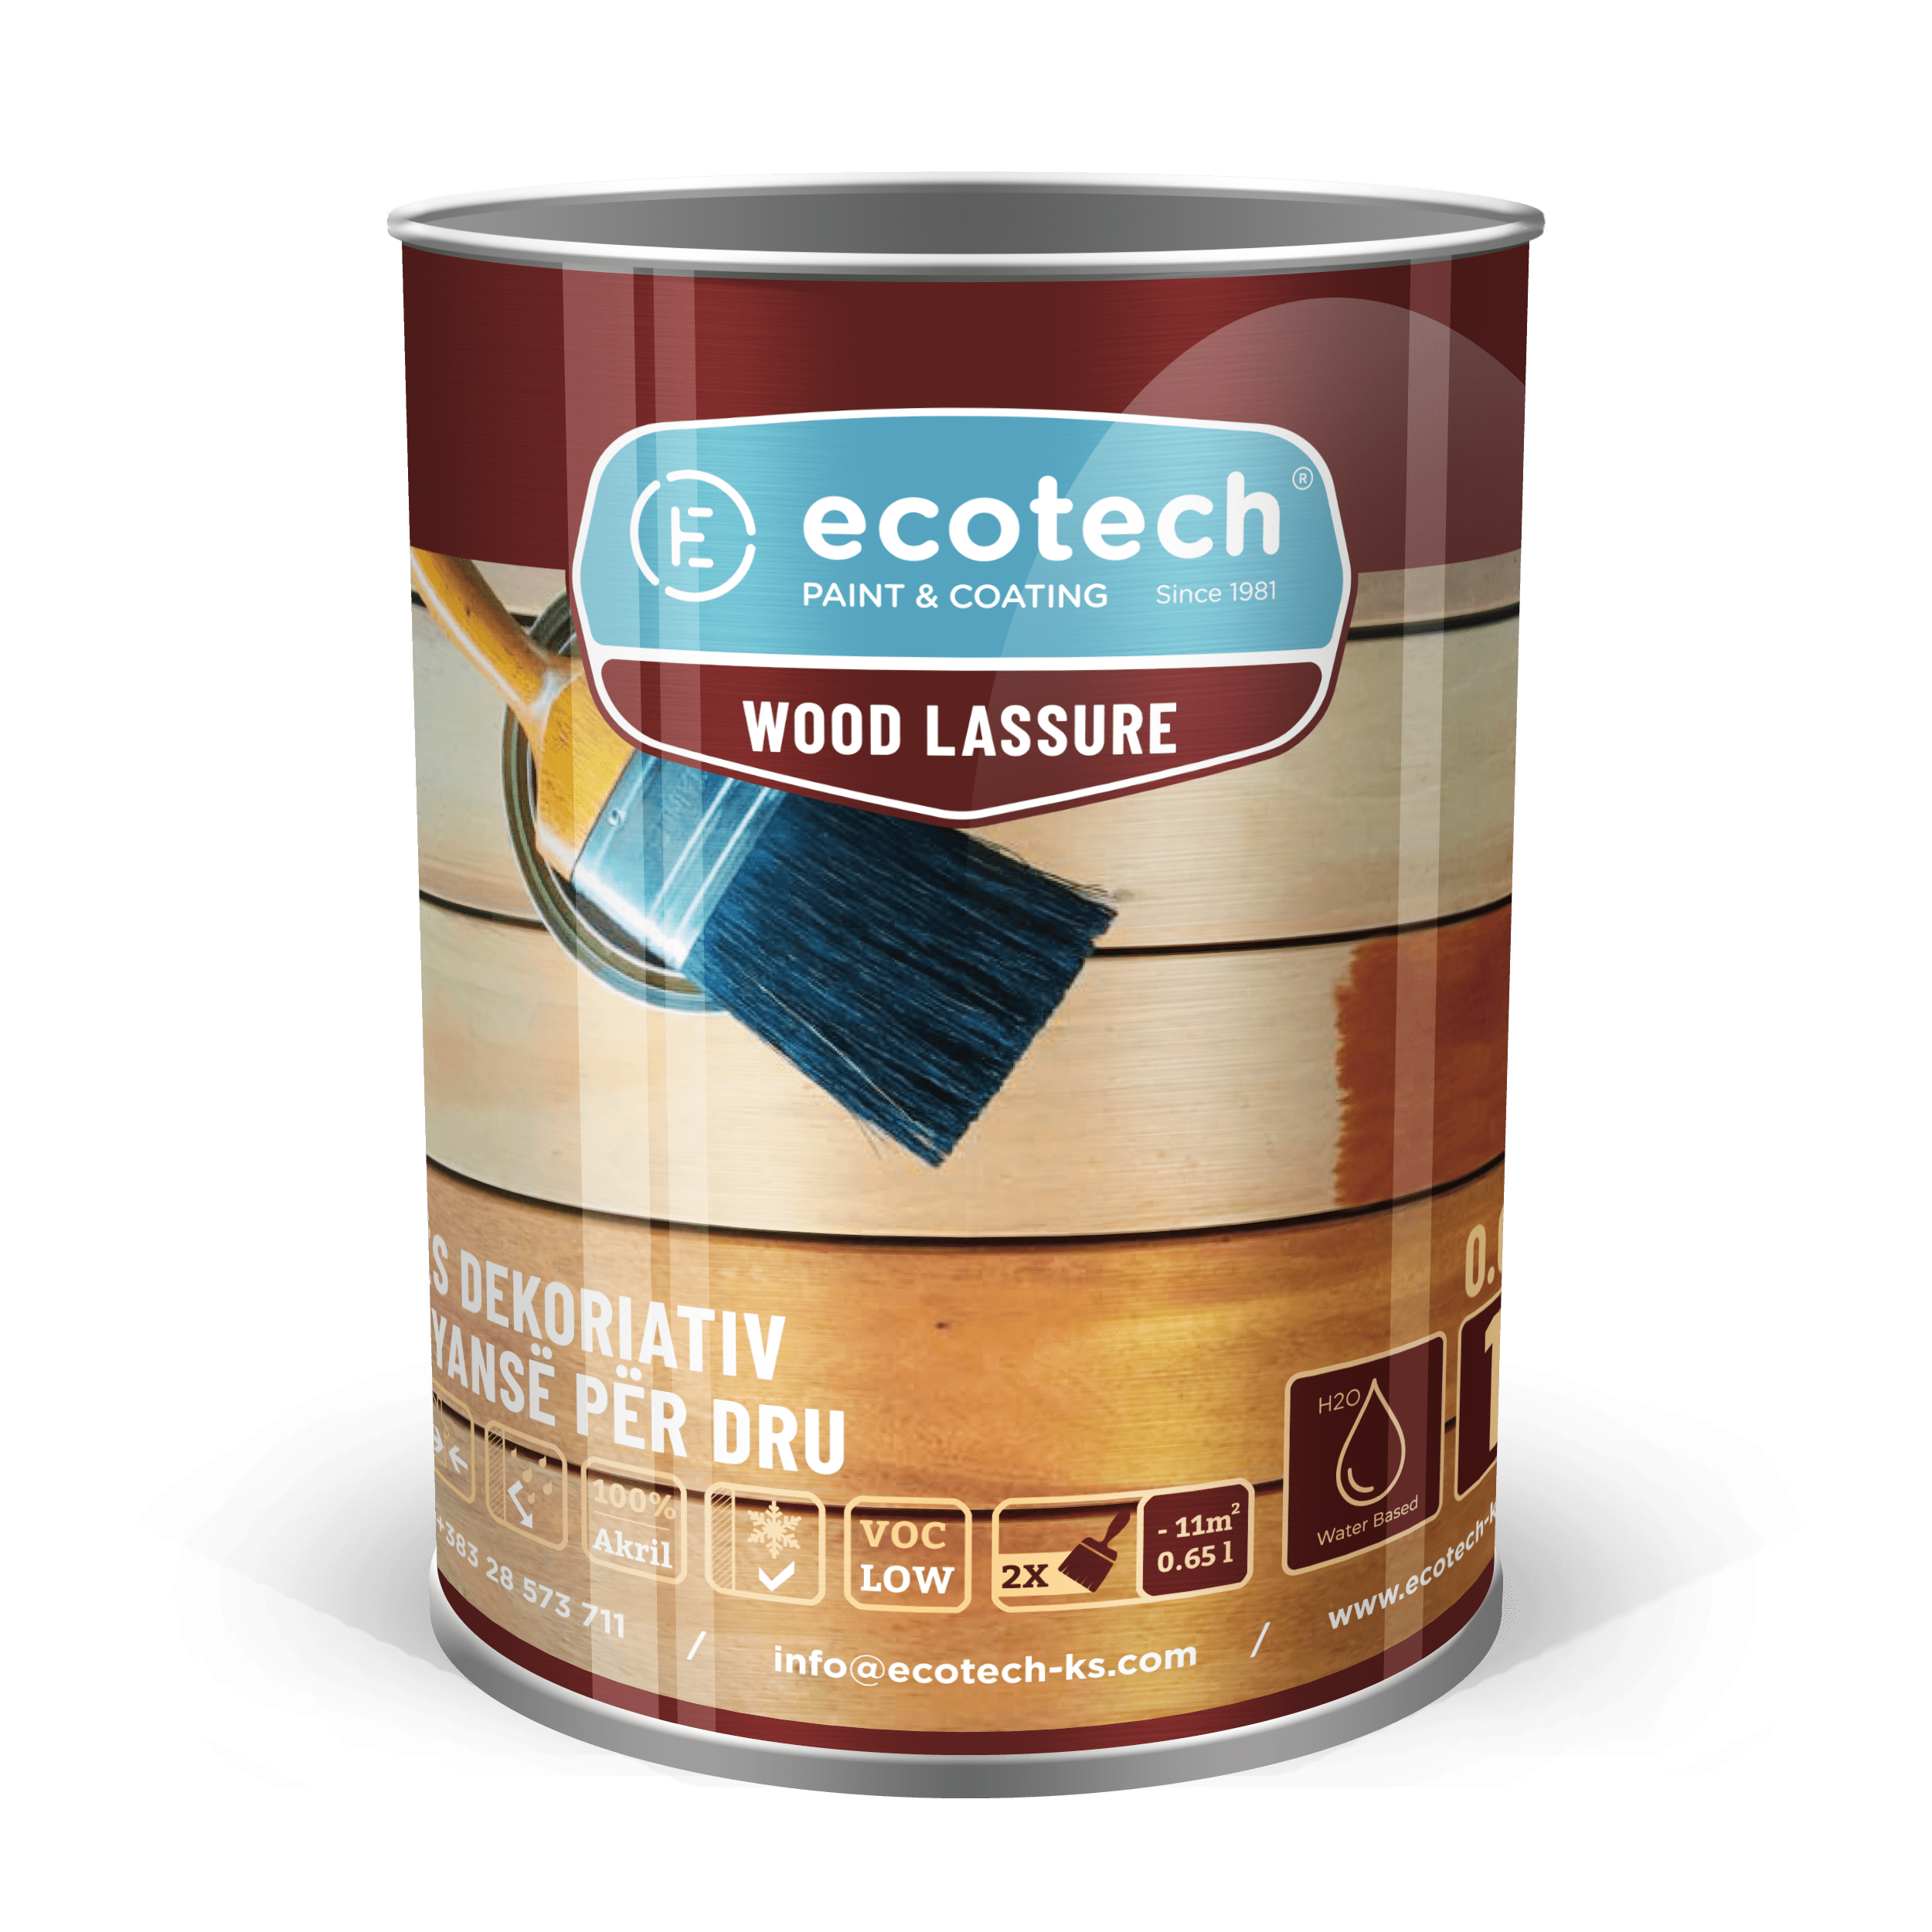 E
ecotech®
PAINT & COATING Since 1981
WOOD LASSURE
DEKORIATIV
PËR DRU
100%
Akril
VOC
LOW
2X
- 11m²
0.65 l
H2O
Water Based
+383 28 573 711 / info@ecotech-ks.com /